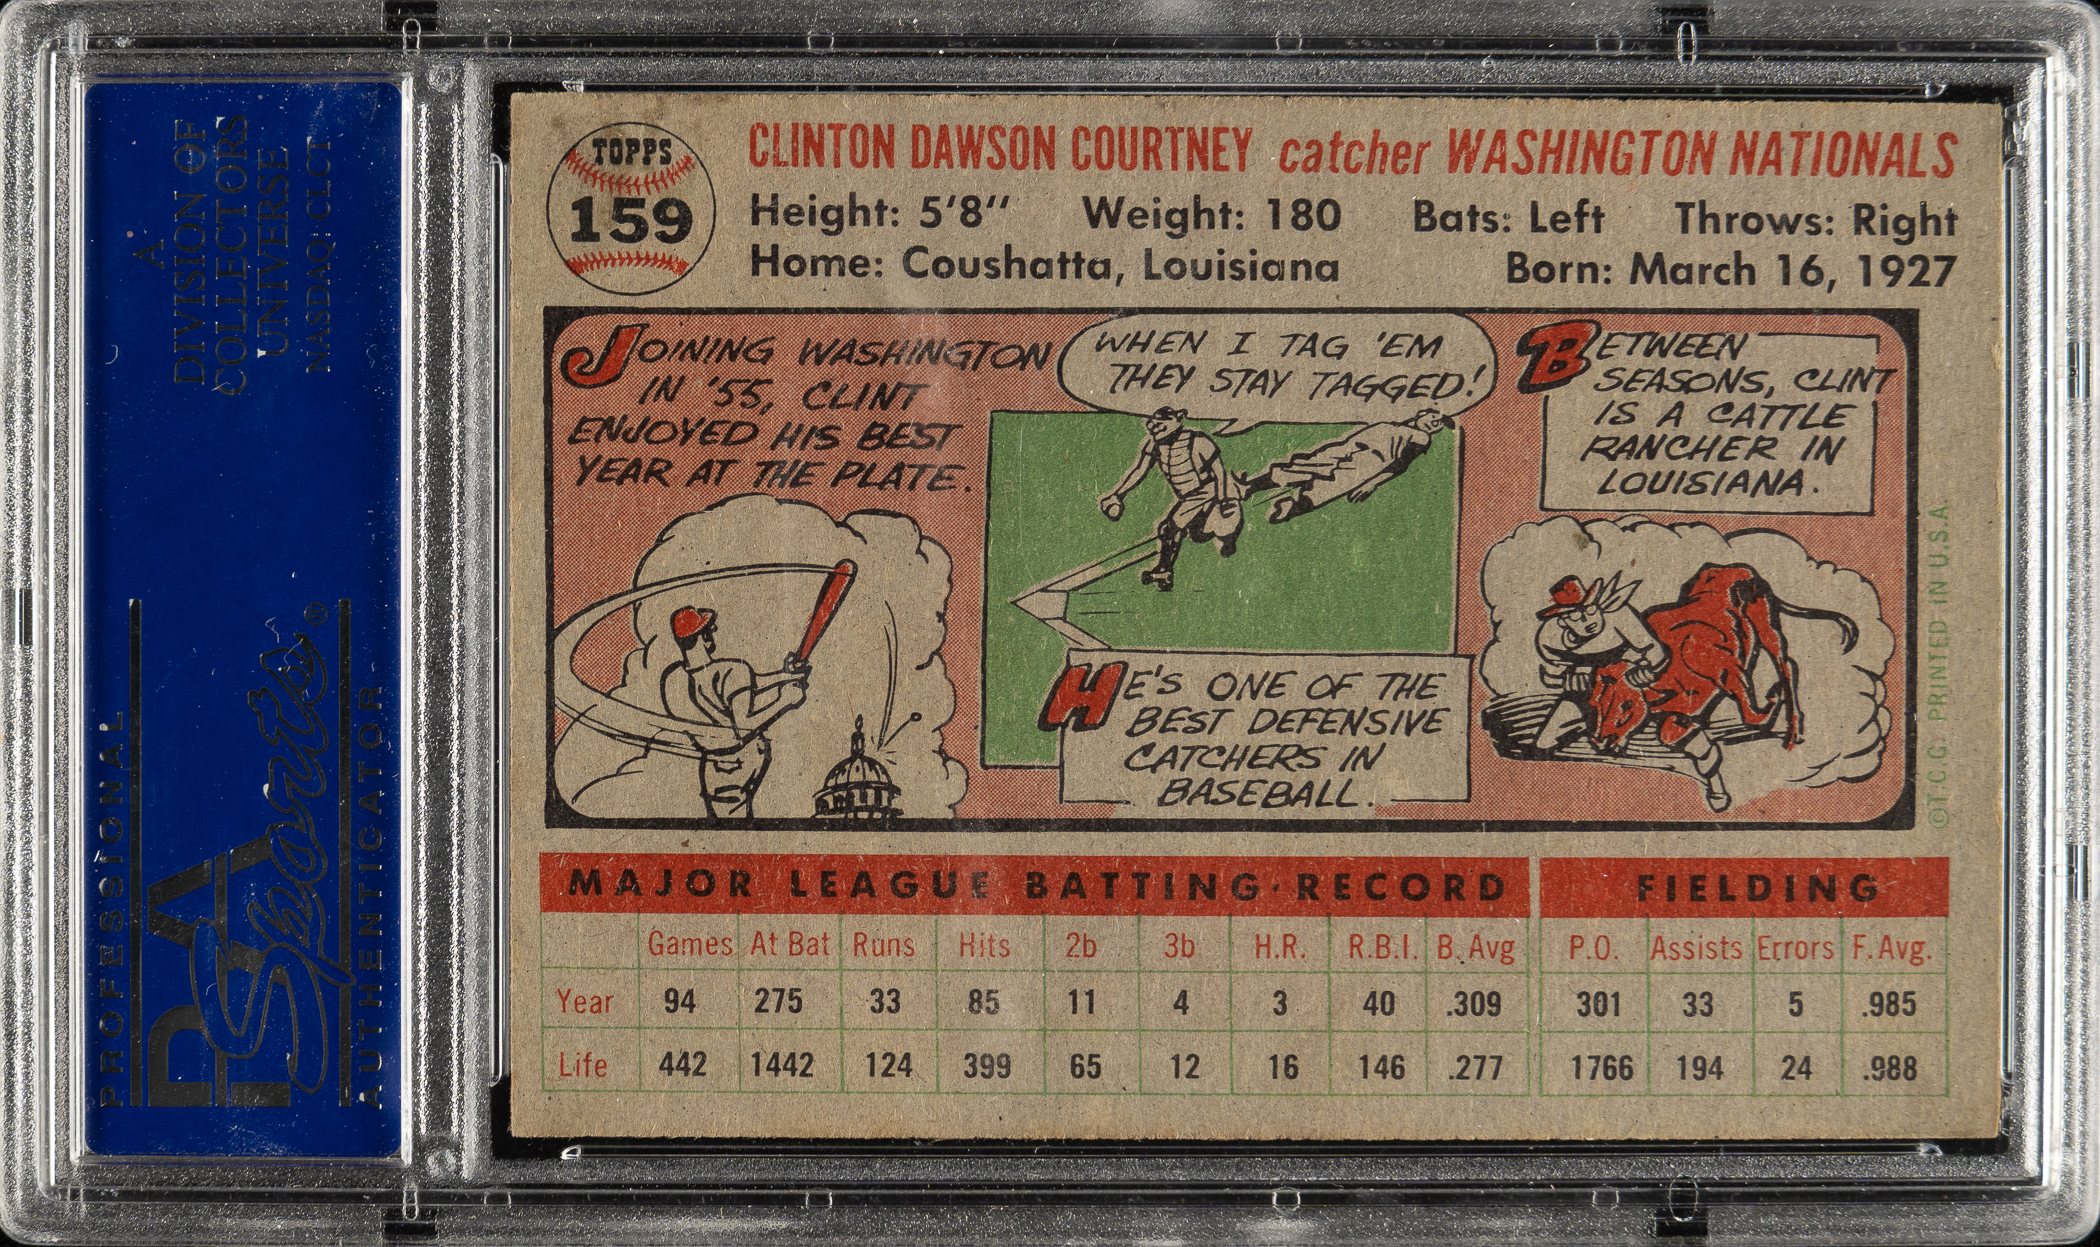 A
DIVISION OF
COLLECTORS
UNIVERSE
NASDAQ: CLCT
PROFESSIONAL
PSA
Sports®
AUTHENTICATOR
TOPPS
159
CLINTON DAWSON COURTNEY catcher WASHINGTON NATIONALS
Height: 5'8" Weight: 180 Bats: Left Throws: Right
Home: Coushatta, Louisiana Born: March 16, 1927
JOINING WASHINGTON
IN '55, CLINT
ENJOYED HIS BEST
YEAR AT THE PLATE.
WHEN I TAG 'EM
THEY STAY TAGGED!
HE'S ONE OF THE
BEST DEFENSIVE
CATCHERS IN
BASEBALL.
BETWEEN
SEASONS, CLINT
IS A CATTLE
RANCHER IN
LOUISIANA.
©T.C.G. PRINTED IN U.S.A.
MAJOR LEAGUE BATTING RECORD FIELDING
Games At Bat Runs Hits 2b 3b H.R. R.B.I. B. Avg P.O. Assists Errors F. Avg.
Year 94 275 33 85 11 4 3 40 .309 301 33 5 .985
Life 442 1442 124 399 65 12 16 146 .277 1766 194 24 .988